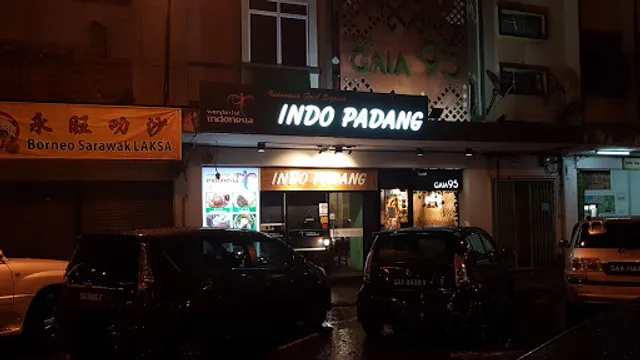 GAIA 95
wonderful
indonesia
Indonesian Food Express
INDO PADANG
永旺叻沙
Borneo Sarawak LAKSA
INDO PADANG
GAIA 95